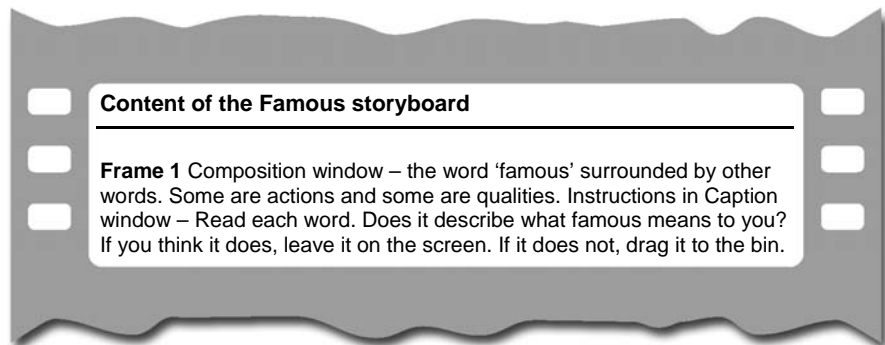 Content of the Famous storyboard
Frame 1 Composition window – the word ‘famous’ surrounded by other
words. Some are actions and some are qualities. Instructions in Caption
window – Read each word. Does it describe what famous means to you?
If you think it does, leave it on the screen. If it does not, drag it to the bin.